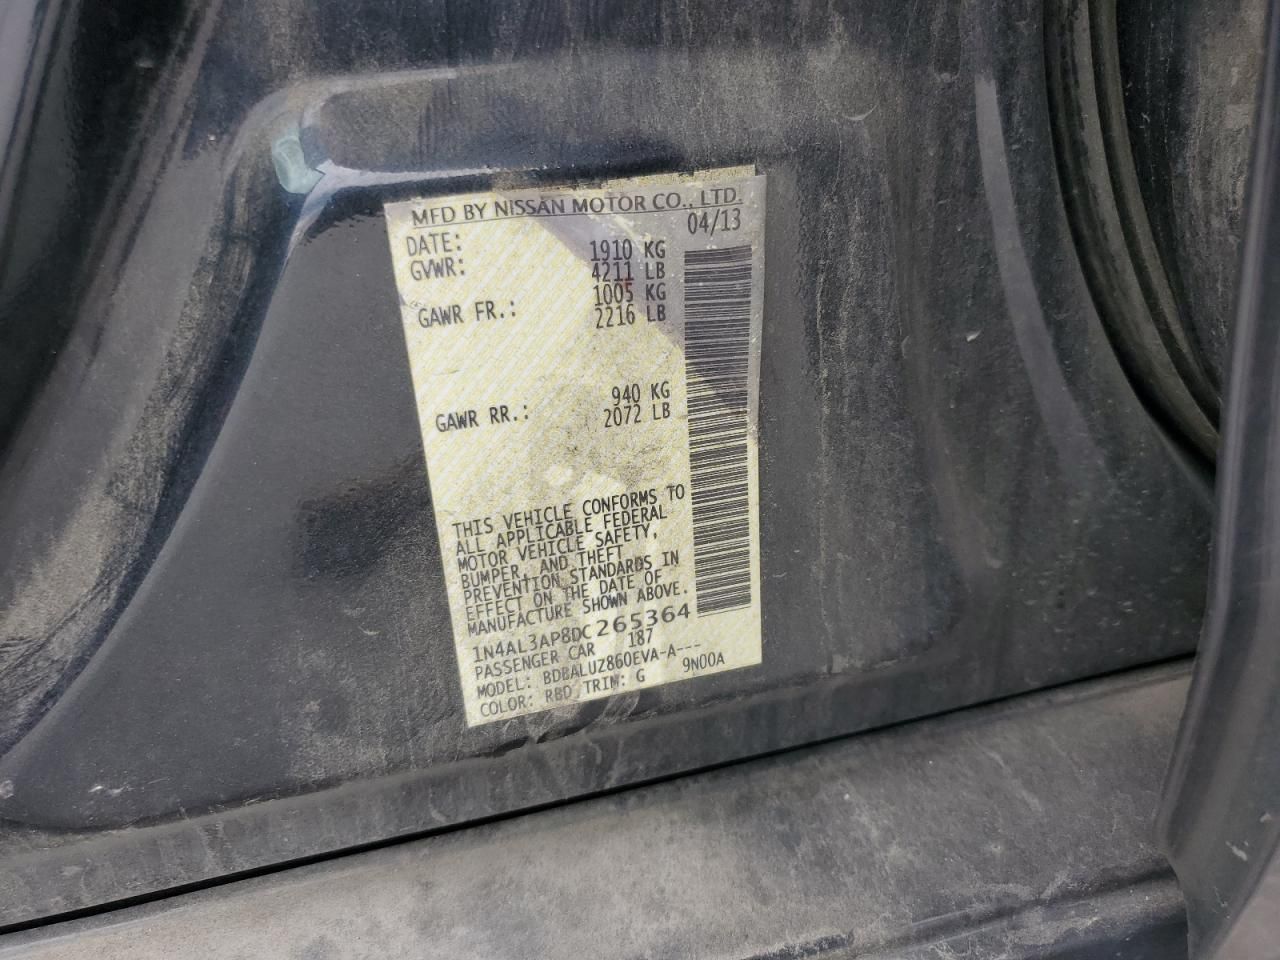 MFD BY NISSAN MOTOR CO., LTD.
DATE: 04/13
GVWR: 1910 KG
4211 LB
GAWR FR.: 1005 KG
2216 LB
GAWR RR.: 940 KG
2072 LB
THIS VEHICLE CONFORMS TO
ALL APPLICABLE FEDERAL
MOTOR VEHICLE SAFETY,
BUMPER, AND THEFT
PREVENTION STANDARDS IN
EFFECT ON THE DATE OF
MANUFACTURE SHOWN ABOVE.
1N4AL3AP8DC265364
PASSENGER CAR 187
MODEL: BDBALUZ860EVA-A---
COLOR: RBD TRIM: G 9N00A